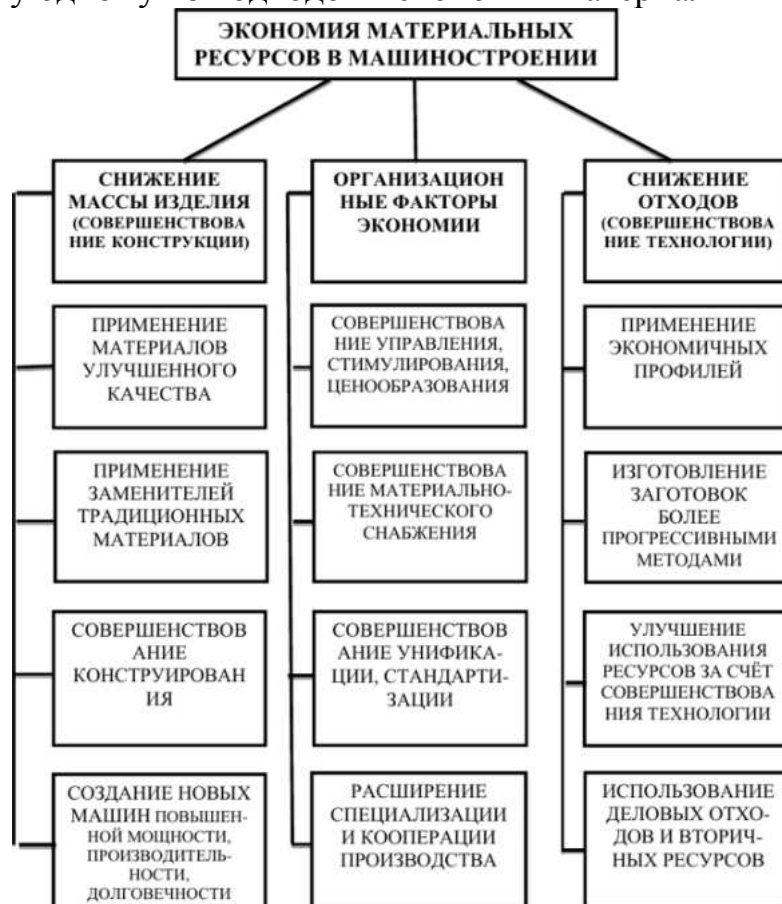 ЭКОНОМИЯ МАТЕРИАЛЬНЫХ
РЕСУРСОВ В МАШИНОСТРОЕНИИ
СНИЖЕНИЕ
МАССЫ ИЗДЕЛИЯ
(СОВЕРШЕНСТВОВА
НИЕ КОНСТРУКЦИИ)
ПРИМЕНЕНИЕ
МАТЕРИАЛОВ
УЛУЧШЕННОГО
КАЧЕСТВА
ПРИМЕНЕНИЕ
ЗАМЕНИТЕЛЕЙ
ТРАДИЦИОННЫХ
МАТЕРИАЛОВ
СОВЕРШЕНСТВОВ
АНИЕ
КОНСТРУИРОВАН
ИЯ
СОЗДАНИЕ НОВЫХ
МАШИН ПОВЫШЕН-
НОЙ МОЩНОСТИ,
ПРОИЗВОДИТЕЛЬ-
НОСТИ,
ДОЛГОВЕЧНОСТИ
ОРГАНИЗАЦИОН
НЫЕ ФАКТОРЫ
ЭКОНОМИИ
СОВЕРШЕНСТВОВА
НИЕ УПРАВЛЕНИЯ,
СТИМУЛИРОВАНИЯ,
ЦЕНООБРАЗОВАНИЯ
СОВЕРШЕНСТВОВА
НИЕ МАТЕРИАЛЬНО-
ТЕХНИЧЕСКОГО
СНАБЖЕНИЯ
СОВЕРШЕНСТВОВ
АНИЕ УНИФИКА-
ЦИИ, СТАНДАРТИ-
ЗАЦИИ
РАСШИРЕНИЕ
СПЕЦИАЛИЗАЦИИ
И КООПЕРАЦИИ
ПРОИЗВОДСТВА
СНИЖЕНИЕ
ОТХОДОВ
(СОВЕРШЕНСТВОВА
НИЕ ТЕХНОЛОГИИ)
ПРИМЕНЕНИЕ
ЭКОНОМИЧНЫХ
ПРОФИЛЕЙ
ИЗГОТОВЛЕНИЕ
ЗАГОТОВОК
БОЛЕЕ
ПРОГРЕССИВНЫМИ
МЕТОДАМИ
УЛУЧШЕНИЕ
ИСПОЛЬЗОВАНИЯ
РЕСУРСОВ ЗА СЧЁТ
СОВЕРШЕНСТВОВА
НИЯ ТЕХНОЛОГИИ
ИСПОЛЬЗОВАНИЕ
ДЕЛОВЫХ ОТХО-
ДОВ И ВТОРИЧ-
НЫХ РЕСУРСОВ